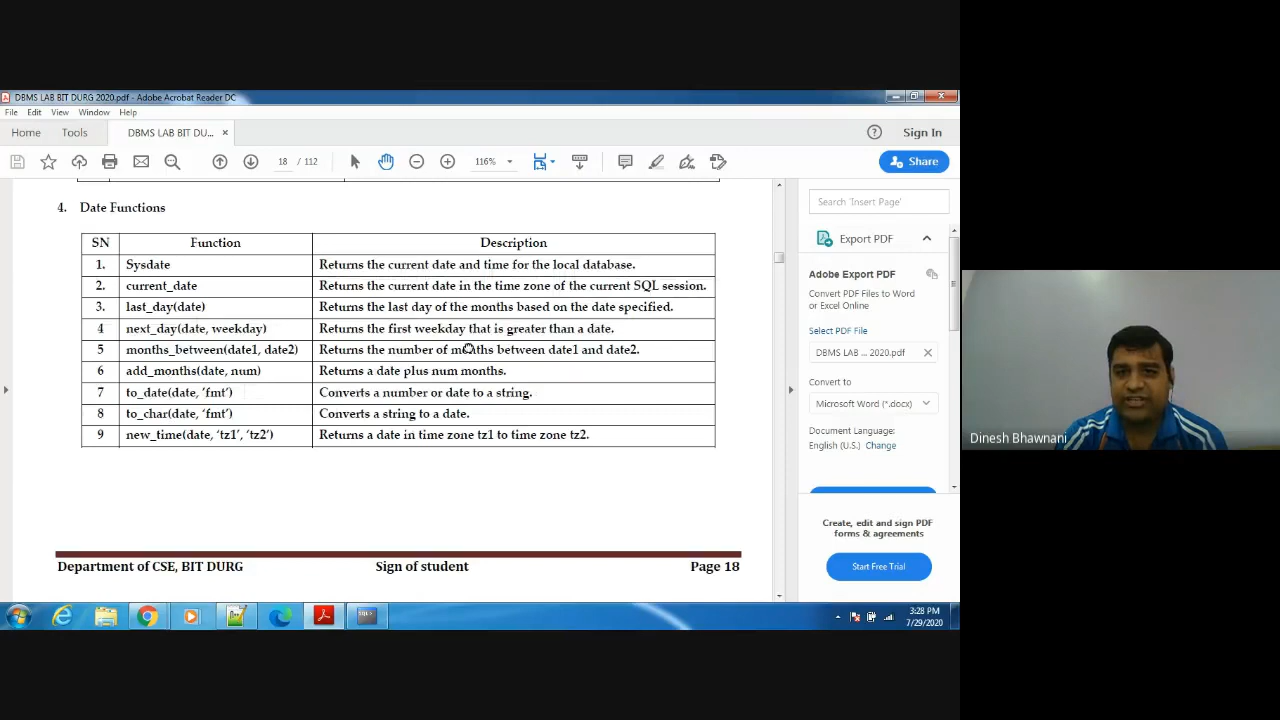 DBMS LAB BIT DURG 2020.pdf - Adobe Acrobat Reader DC
File Edit View Window Help
Home Tools DBMS LAB BIT DU... × Sign In
18 / 112 116% Share
4. Date Functions
SN Function Description
1. Sysdate Returns the current date and time for the local database.
2. current_date Returns the current date in the time zone of the current SQL session.
3. last_day(date) Returns the last day of the months based on the date specified.
4 next_day(date, weekday) Returns the first weekday that is greater than a date.
5 months_between(date1, date2) Returns the number of months between date1 and date2.
6 add_months(date, num) Returns a date plus num months.
7 to_date(date, ‘fmt’) Converts a number or date to a string.
8 to_char(date, ‘fmt’) Converts a string to a date.
9 new_time(date, ‘tz1’, ‘tz2’) Returns a date in time zone tz1 to time zone tz2.
Department of CSE, BIT DURG Sign of student Page 18
Search 'Insert Page'
Export PDF
Adobe Export PDF
Convert PDF Files to Word
or Excel Online
Select PDF File
DBMS LAB ... 2020.pdf ×
Convert to
Microsoft Word (*.docx)
Document Language:
English (U.S.) Change
Create, edit and sign PDF
forms & agreements
Start Free Trial
Dinesh Bhawnani
3:28 PM
7/29/2020